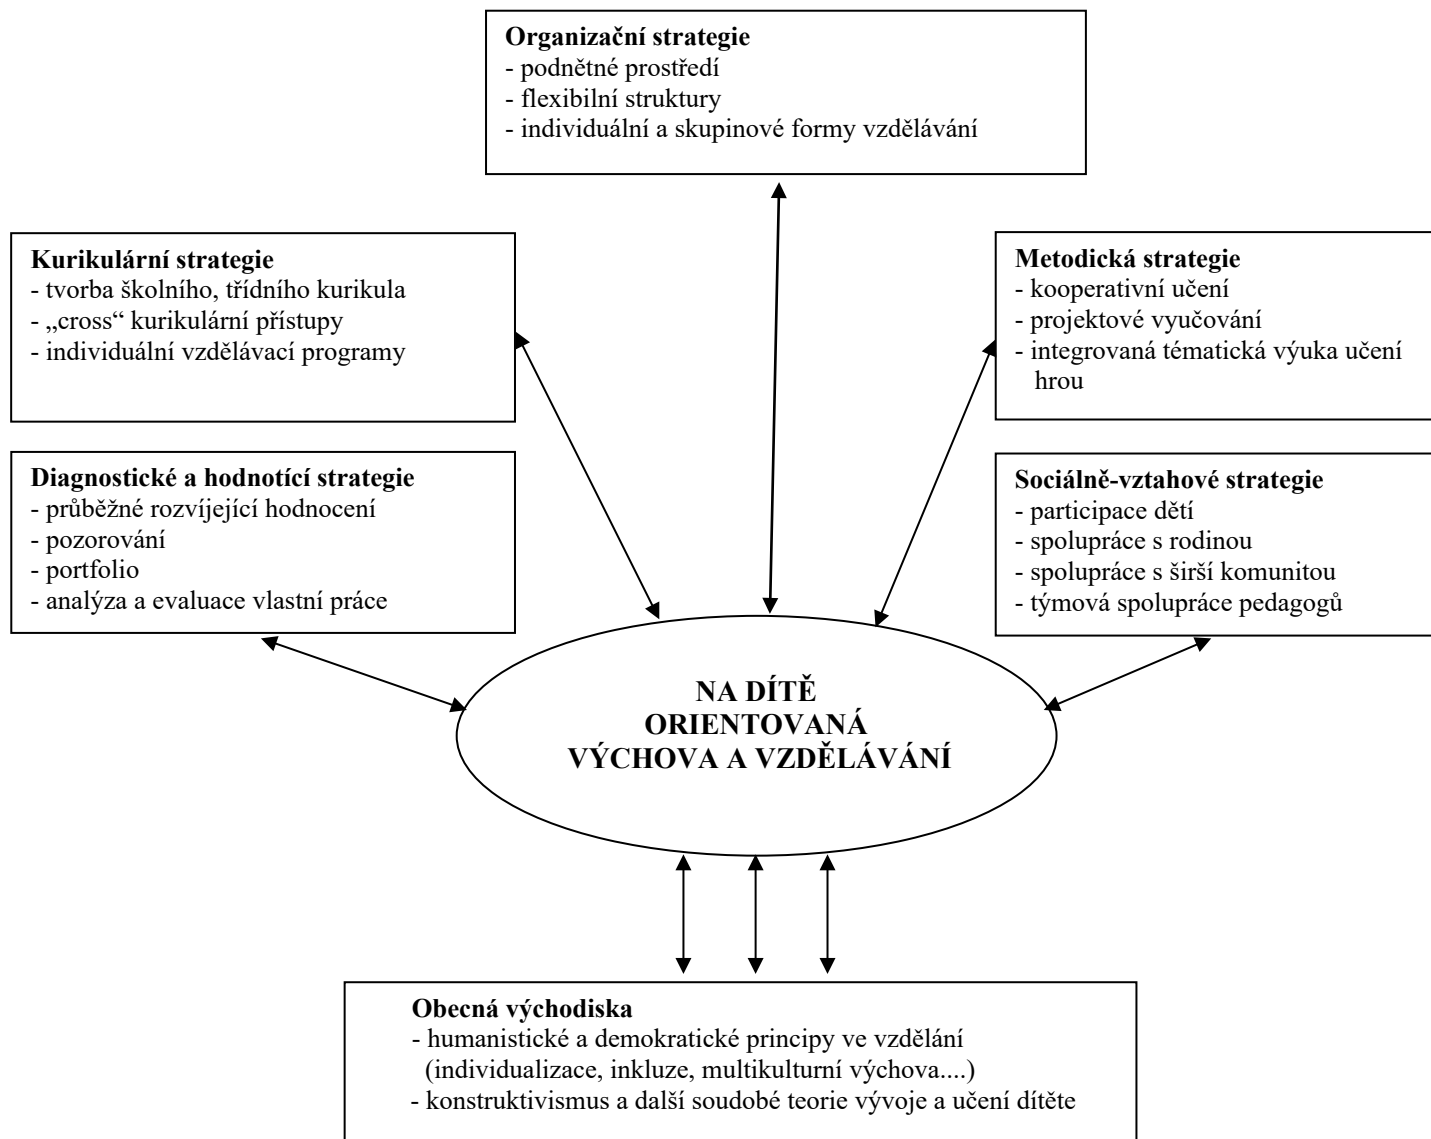 Organizační strategie
- podnětné prostředí
- flexibilní struktury
- individuální a skupinové formy vzdělávání
Kurikulární strategie
- tvorba školního, třídního kurikula
- „cross“ kurikulární přístupy
- individuální vzdělávací programy
Metodická strategie
- kooperativní učení
- projektové vyučování
- integrovaná tématická výuka učení
hrou
Diagnostické a hodnotící strategie
- průběžné rozvíjející hodnocení
- pozorování
- portfolio
- analýza a evaluace vlastní práce
Sociálně-vztahové strategie
- participace dětí
- spolupráce s rodinou
- spolupráce s širší komunitou
- týmová spolupráce pedagogů
NA DÍTĚ
ORIENTOVANÁ
VÝCHOVA A VZDĚLÁVÁNÍ
Obecná východiska
- humanistické a demokratické principy ve vzdělání
(individualizace, inkluze, multikulturní výchova....)
- konstruktivismus a další soudobé teorie vývoje a učení dítěte